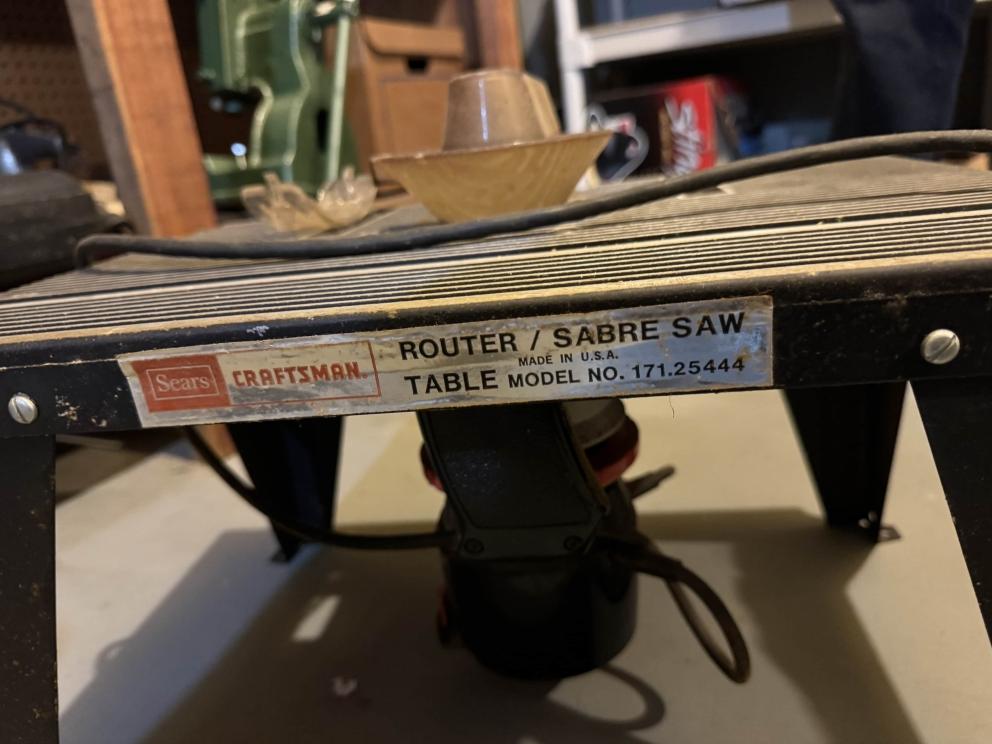 Sears CRAFTSMAN.
ROUTER / SABRE SAW
MADE IN U.S.A.
TABLE MODEL NO. 171.25444